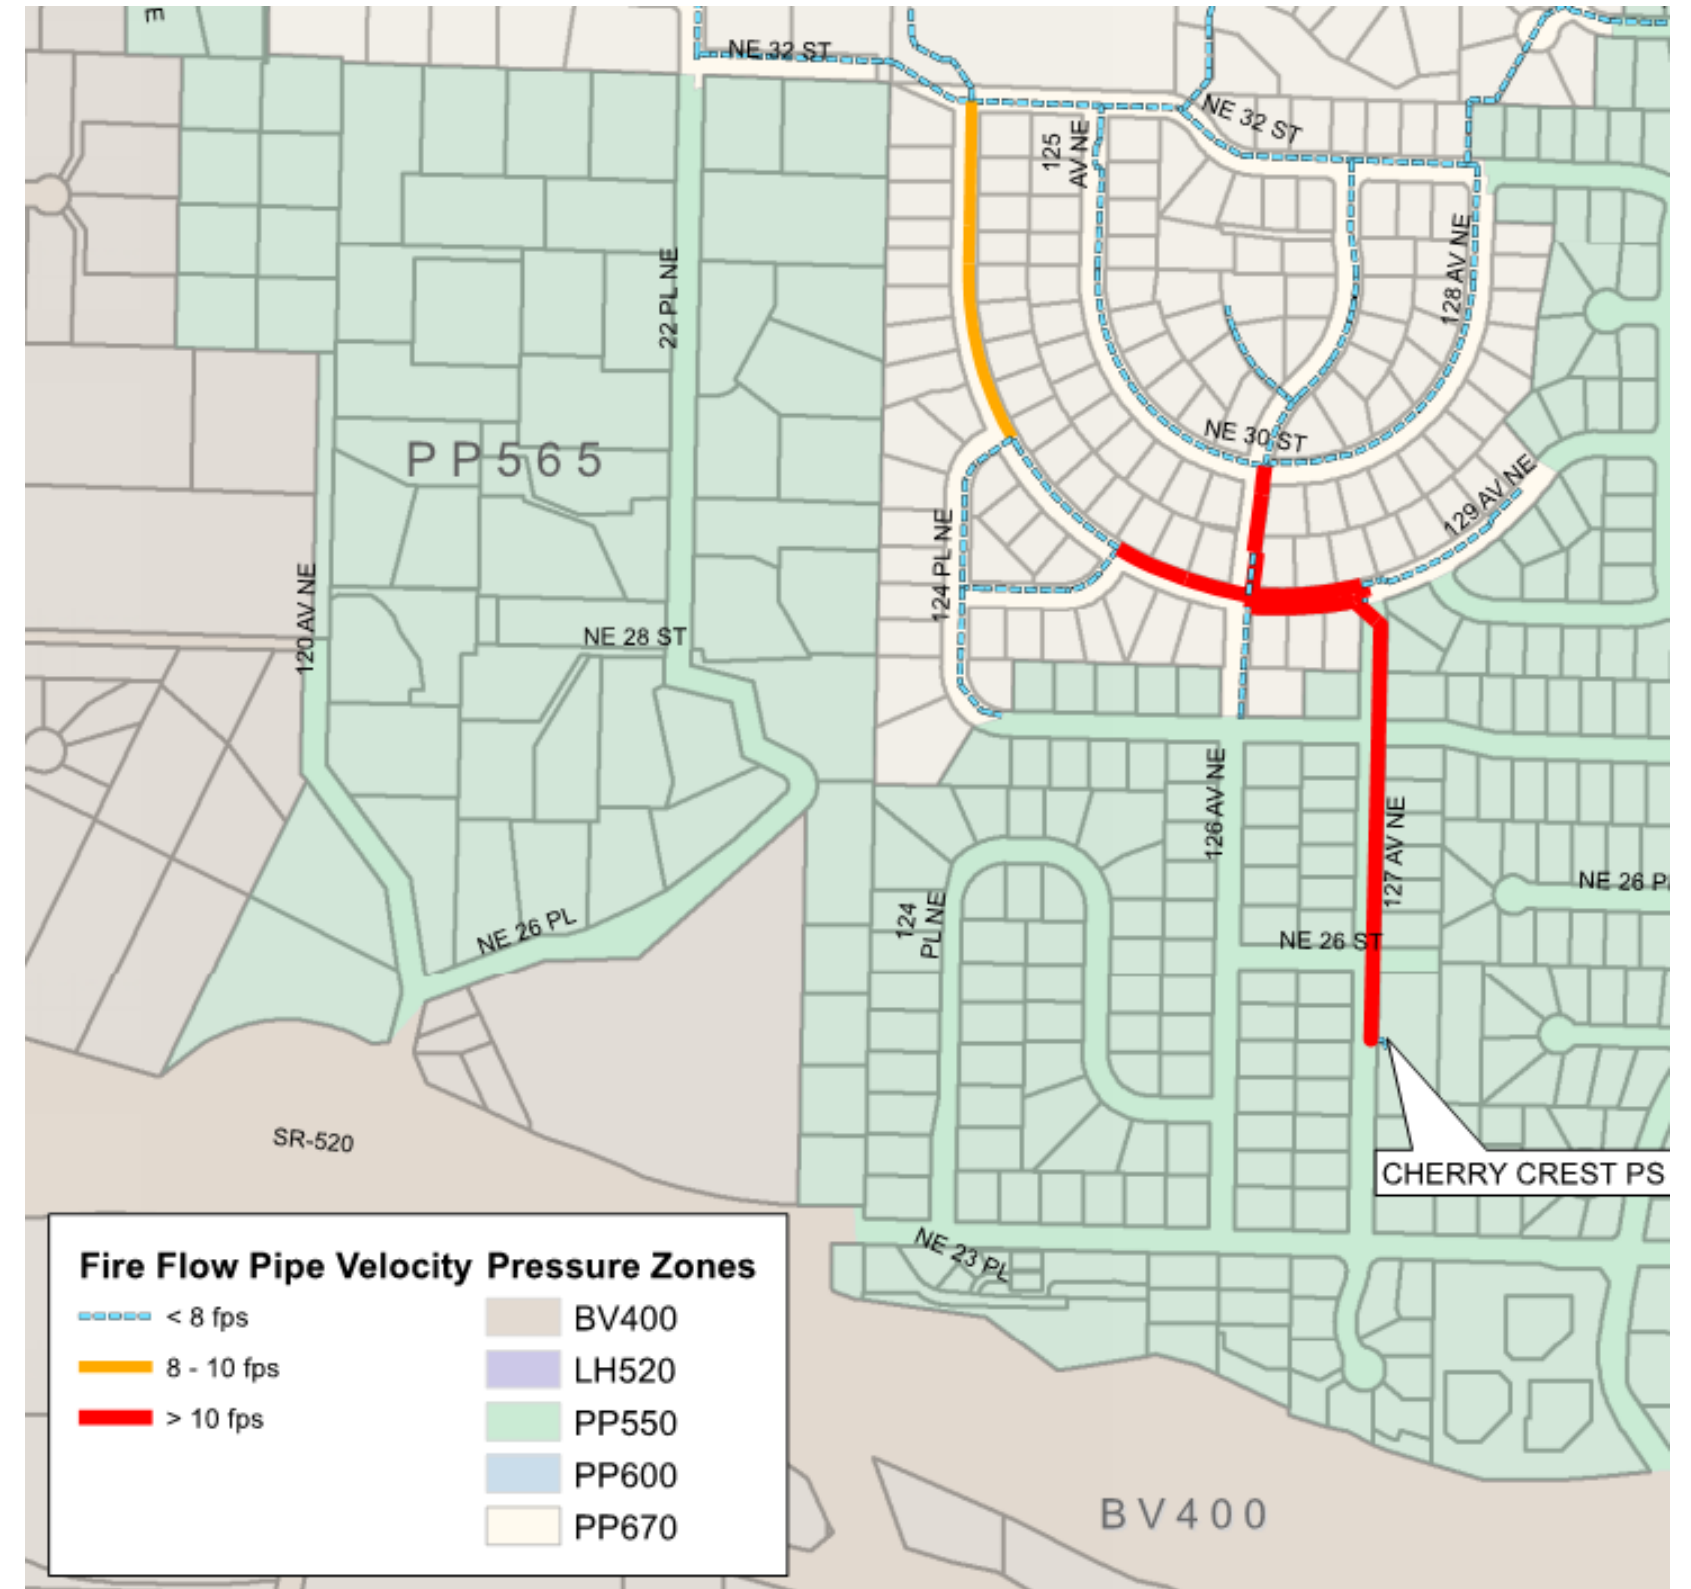 E
NE 32 ST
NE 32 ST
125
AV NE
22 PL NE
128 AV NE
PP565
NE 30 ST
129 AV NE
124 PL NE
120 AV NE
NE 28 ST
126 AV NE
127 AV NE
NE 26 P
124
PL NE
NE 26 PL
NE 26 ST
SR-520
CHERRY CREST PS
NE 23 PL
Fire Flow Pipe Velocity
< 8 fps
8 - 10 fps
> 10 fps
Pressure Zones
BV400
LH520
PP550
PP600
PP670
BV400